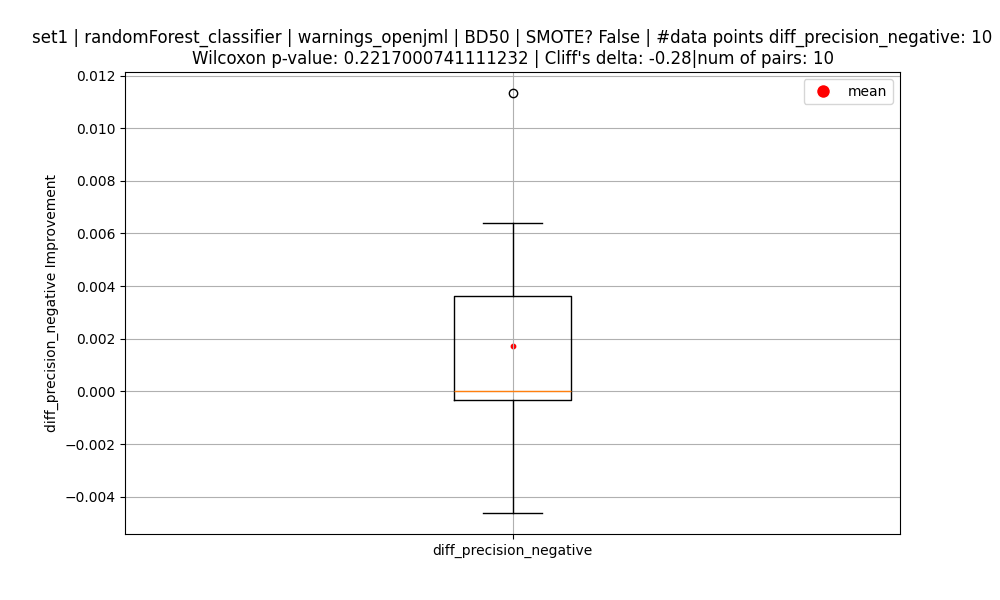 set1 | randomForest_classifier | warnings_openjml | BD50 | SMOTE? False | #data points diff_precision_negative: 10
Wilcoxon p-value: 0.2217000741111232 | Cliff's delta: -0.28|num of pairs: 10
mean
0.012
0.010
0.008
0.006
0.004
0.002
0.000
−0.002
−0.004
diff_precision_negative Improvement
diff_precision_negative